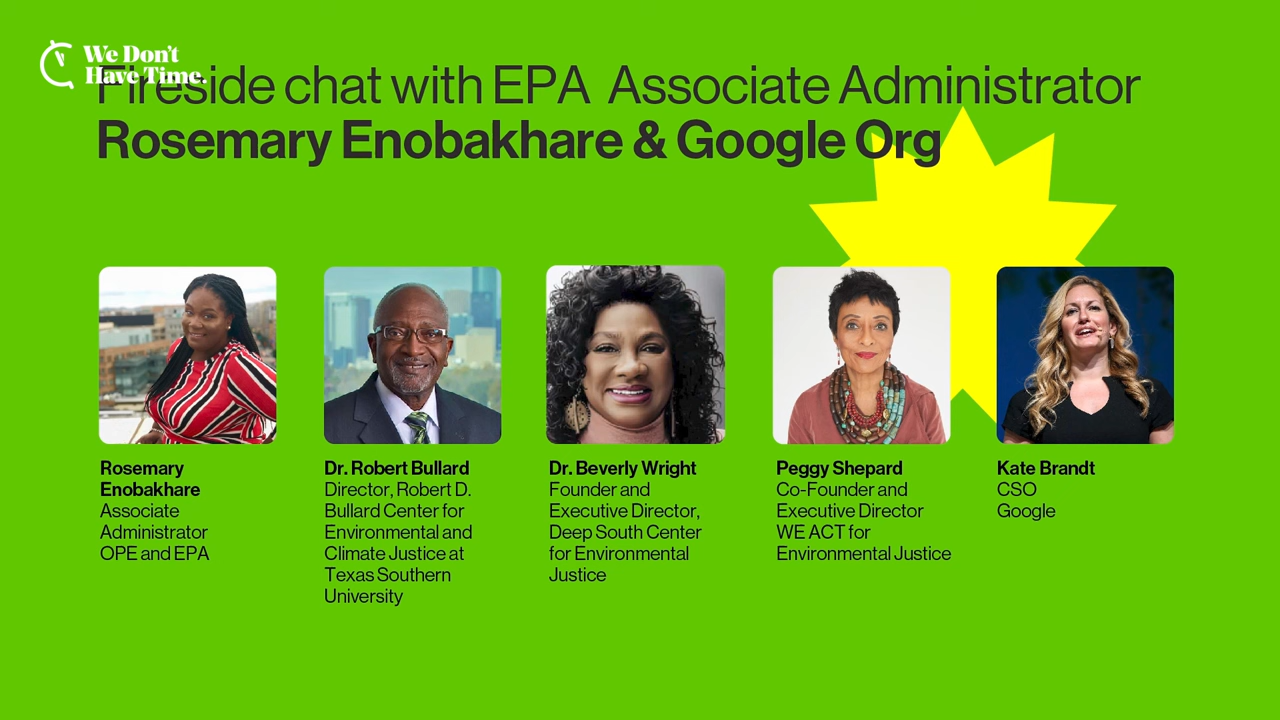 We Don't
Have Time.
Fireside chat with EPA Associate Administrator
Rosemary Enobakhare & Google Org
Rosemary
Enobakhare
Associate
Administrator
OPE and EPA
Dr. Robert Bullard
Director, Robert D.
Bullard Center for
Environmental and
Climate Justice at
Texas Southern
University
Dr. Beverly Wright
Founder and
Executive Director,
Deep South Center
for Environmental
Justice
Peggy Shepard
Co-Founder and
Executive Director
WE ACT for
Environmental Justice
Kate Brandt
CSO
Google